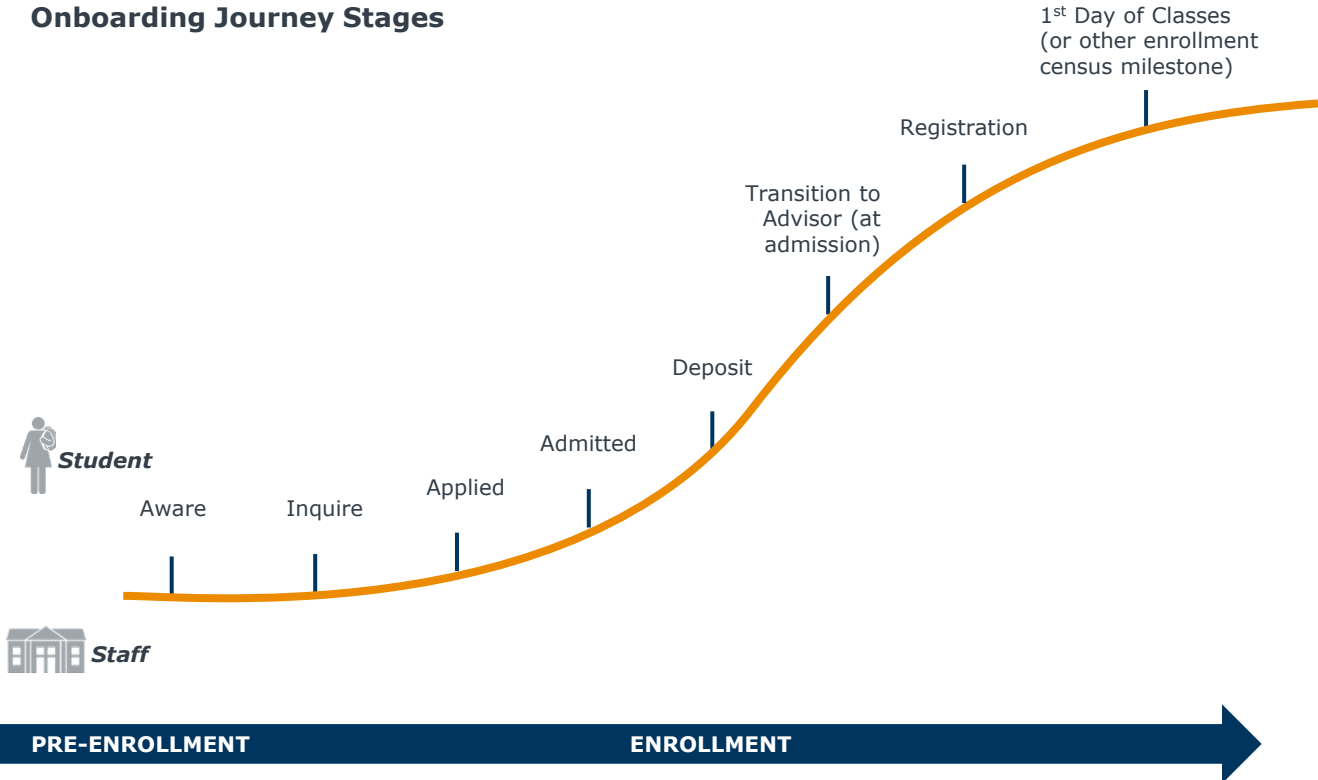 Onboarding Journey Stages
1st Day of Classes
(or other enrollment
census milestone)
Registration
Transition to
Advisor (at
admission)
Deposit
Admitted
Applied
Student
Aware
Inquire
Staff
PRE-ENROLLMENT
ENROLLMENT